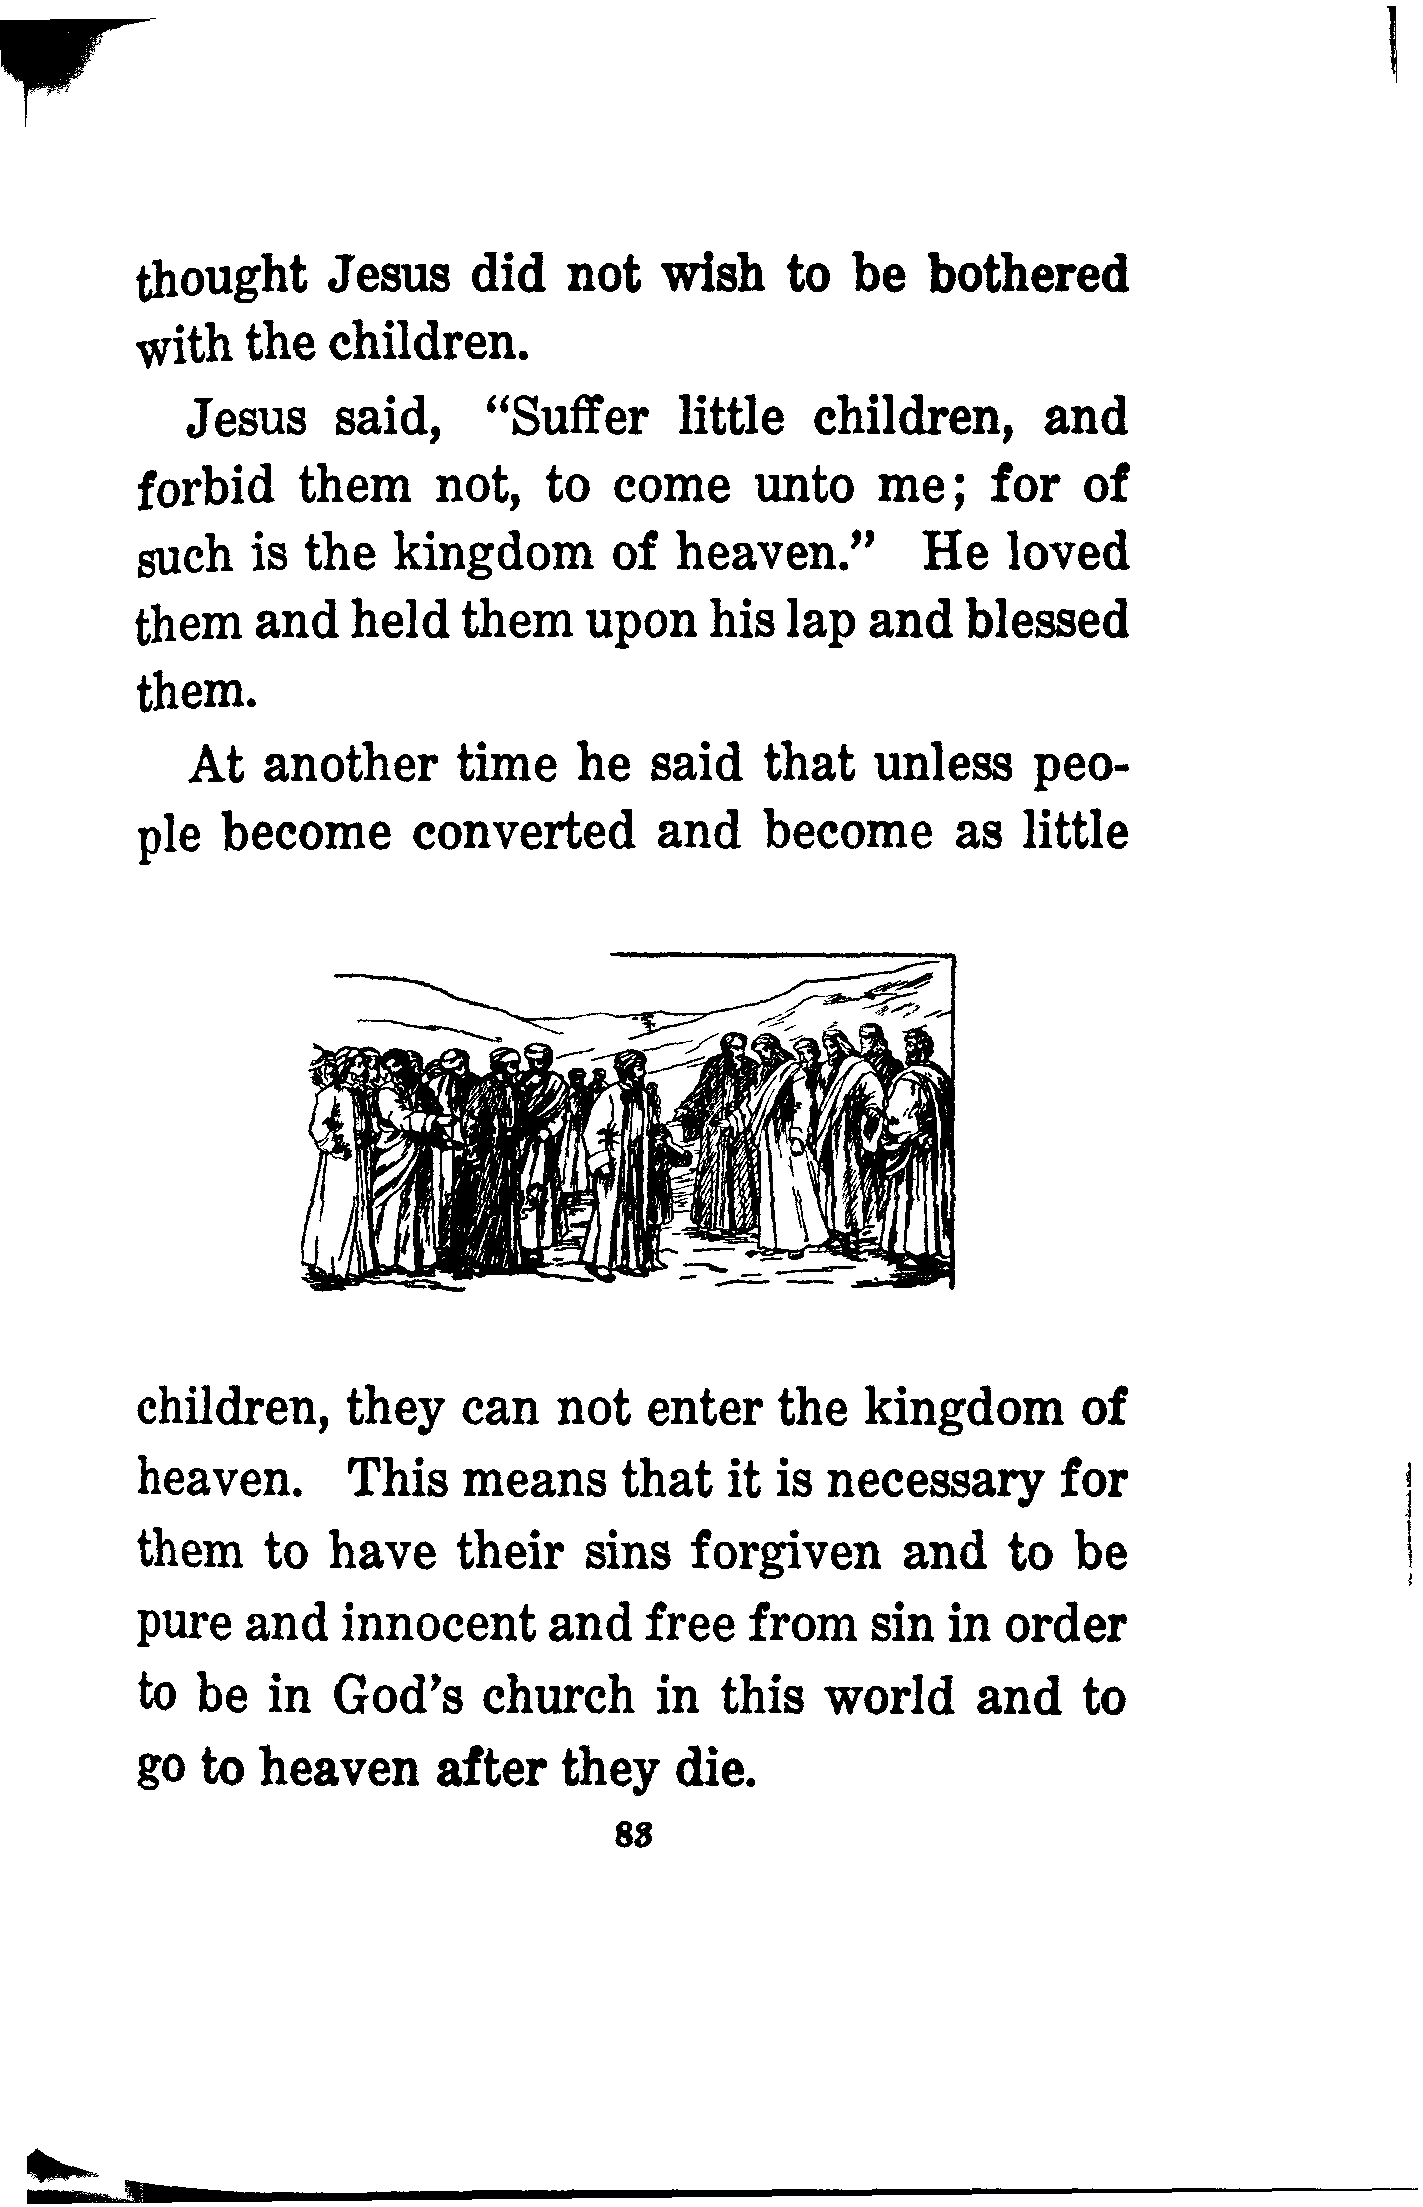 thought Jesus did not wish to be bothered
with the children.
Jesus said, “Suffer little children, and
forbid them not, to come unto me; for of
such is the kingdom of heaven.” He loved
them and held them upon his lap and blessed
them.
At another time he said that unless peo-
ple become converted and become as little
children, they can not enter the kingdom of
heaven. This means that it is necessary for
them to have their sins forgiven and to be
pure and innocent and free from sin in order
to be in God’s church in this world and to
go to heaven after they die.
83